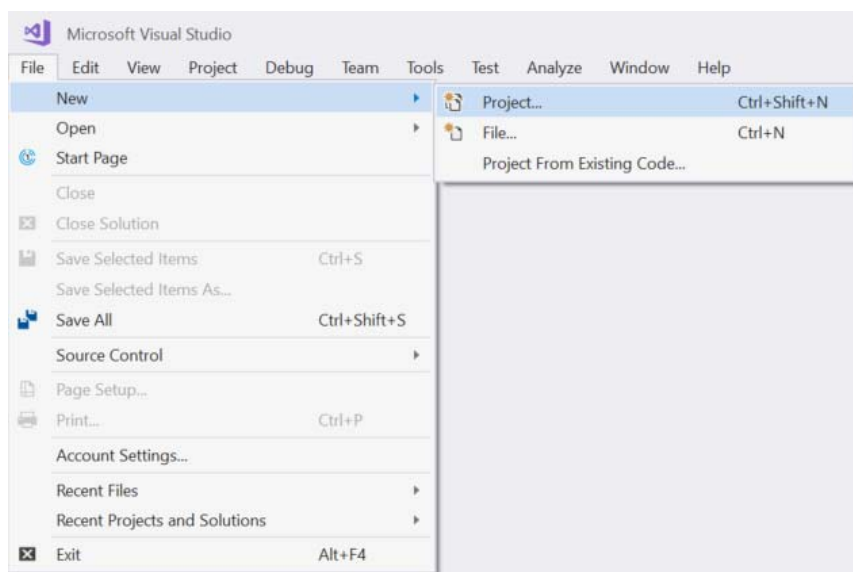 Microsoft Visual Studio
File Edit View Project Debug Team Tools Test Analyze Window Help
New
Open
Start Page
Close
Close Solution
Save Selected Items Ctrl+S
Save Selected Items As...
Save All Ctrl+Shift+S
Source Control
Page Setup...
Print... Ctrl+P
Account Settings...
Recent Files
Recent Projects and Solutions
Exit Alt+F4
Project... Ctrl+Shift+N
File... Ctrl+N
Project From Existing Code...